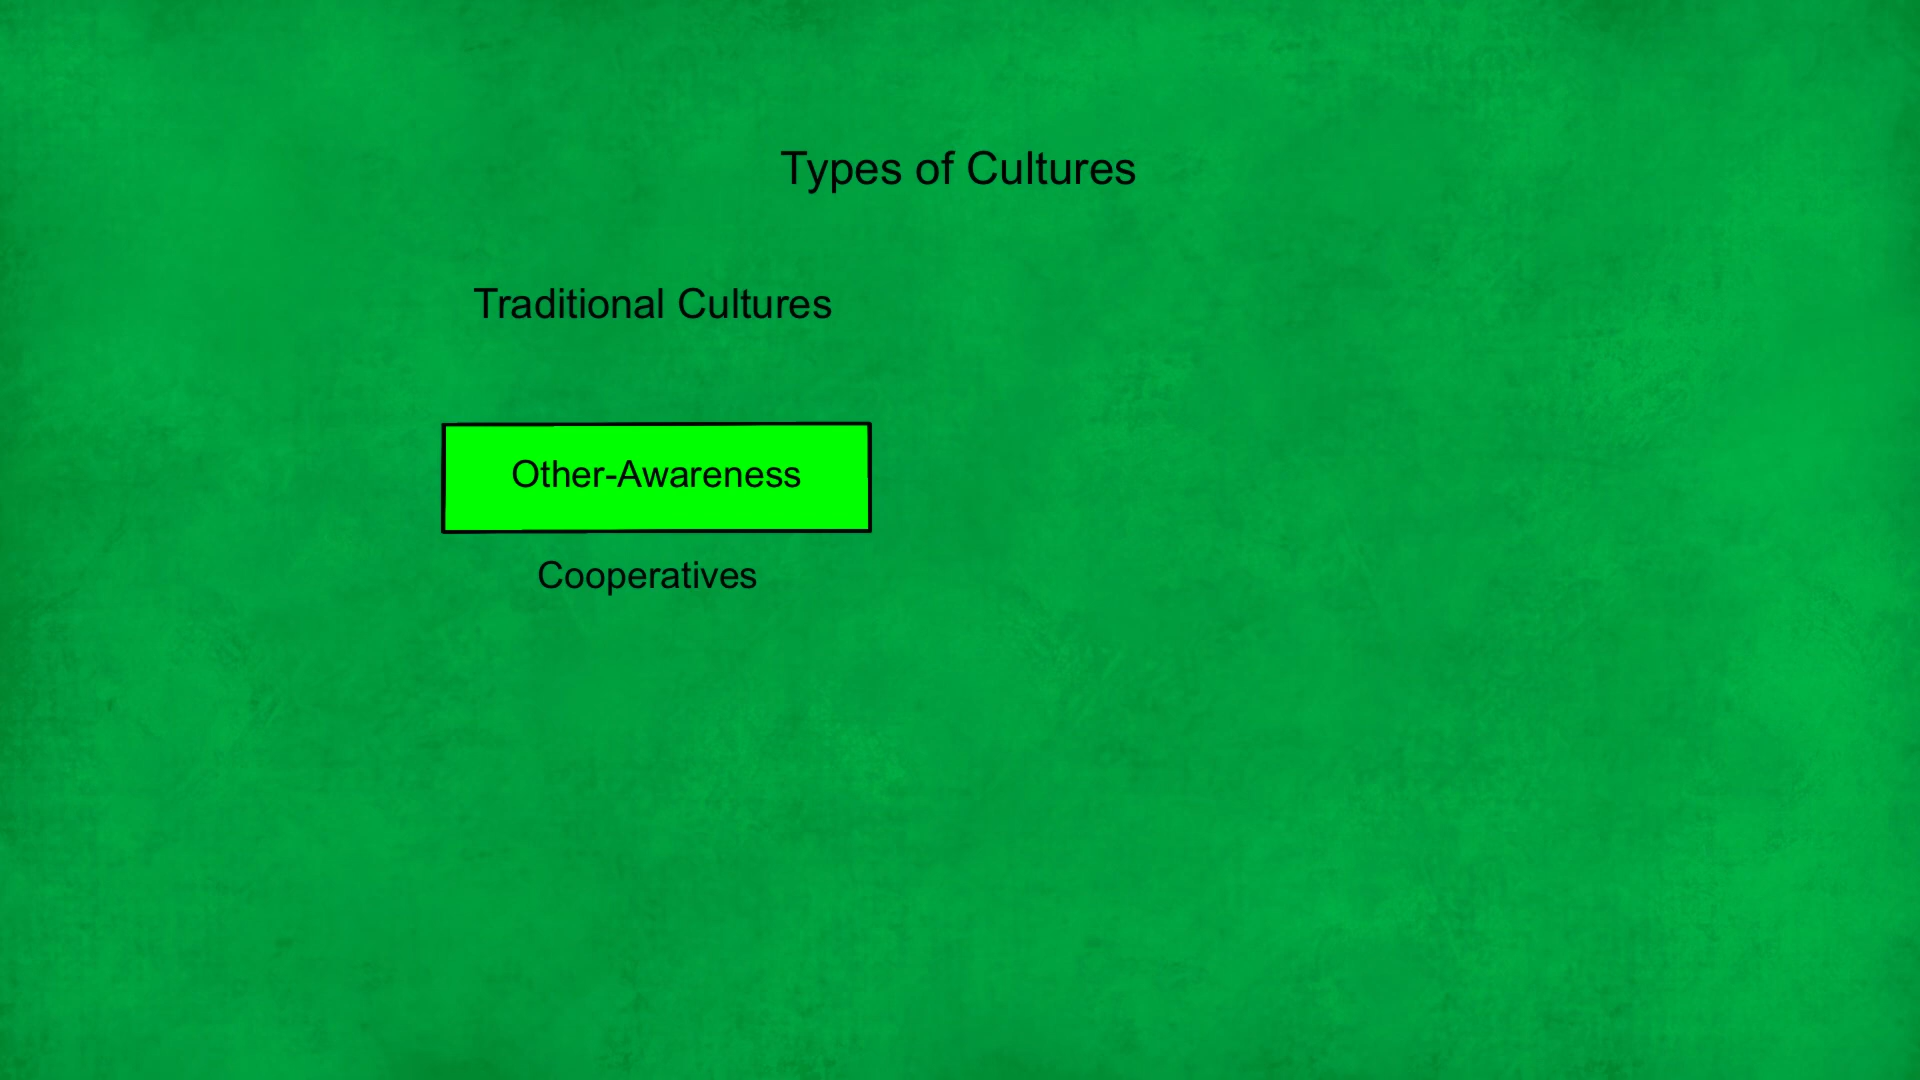 Types of Cultures
Traditional Cultures
Other-Awareness
Cooperatives